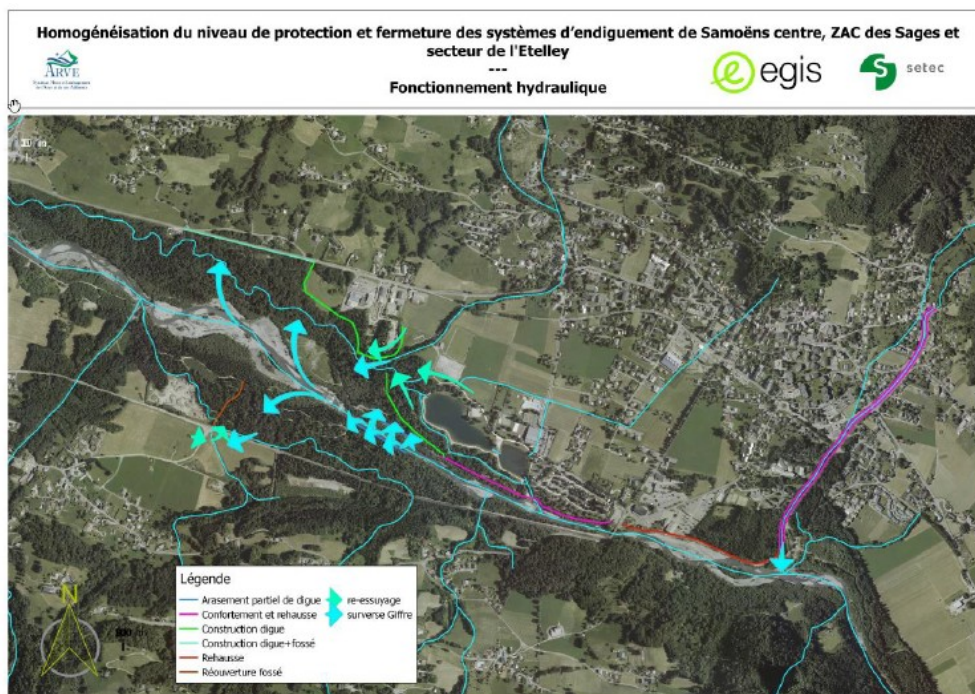 Homogénéisation du niveau de protection et fermeture des systèmes d'endiguement de Samoëns centre, ZAC des Sages et
secteur de l'Etelley
---
Fonctionnement hydraulique
ARVE
egis
setec
Légende
Arasement partiel de digue
Confortement et rehausse
Construction digue
Construction digue+fossé
Rehausse
Réouverture fossé
re-essuyage
surverse Giffre
N